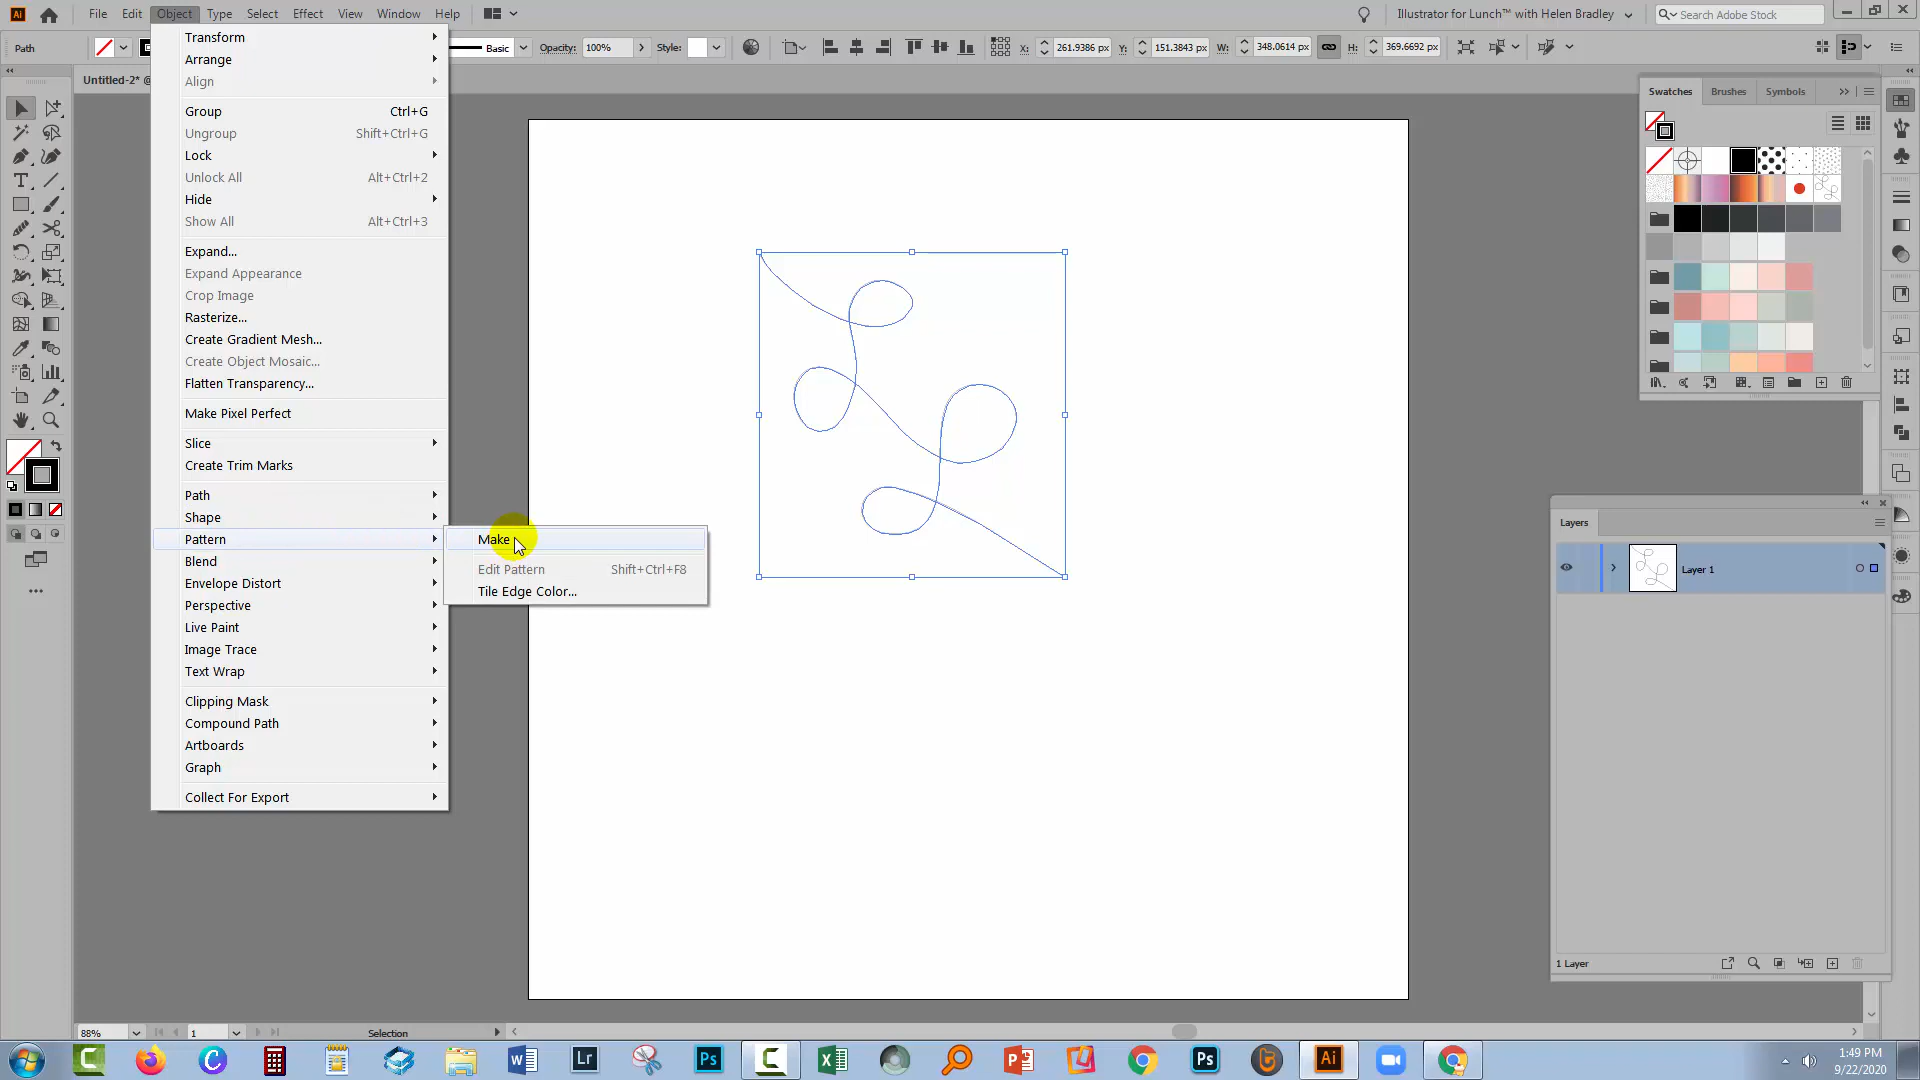 Ai File Edit Object Type Select Effect View Window Help Illustrator for Lunch™ with Helen Bradley Search Adobe Stock
Path Basic Opacity: 100% Style: X: 261.9386 px Y: 151.3843 px W: 348.0614 px H: 369.6692 px
Untitled-2* @
Transform
Arrange
Align
Group Ctrl+G
Ungroup Shift+Ctrl+G
Lock
Unlock All Alt+Ctrl+2
Hide
Show All Alt+Ctrl+3
Expand...
Expand Appearance
Crop Image
Rasterize...
Create Gradient Mesh...
Create Object Mosaic...
Flatten Transparency...
Make Pixel Perfect
Slice
Create Trim Marks
Path
Shape
Pattern
Blend
Envelope Distort
Perspective
Live Paint
Image Trace
Text Wrap
Clipping Mask
Compound Path
Artboards
Graph
Collect For Export
Make
Edit Pattern Shift+Ctrl+F8
Tile Edge Color...
Swatches Brushes Symbols
Layers
Layer 1
1 Layer
88% 1 Selection
W Lr Ps X P Ps Ai
1:49 PM
9/22/2020